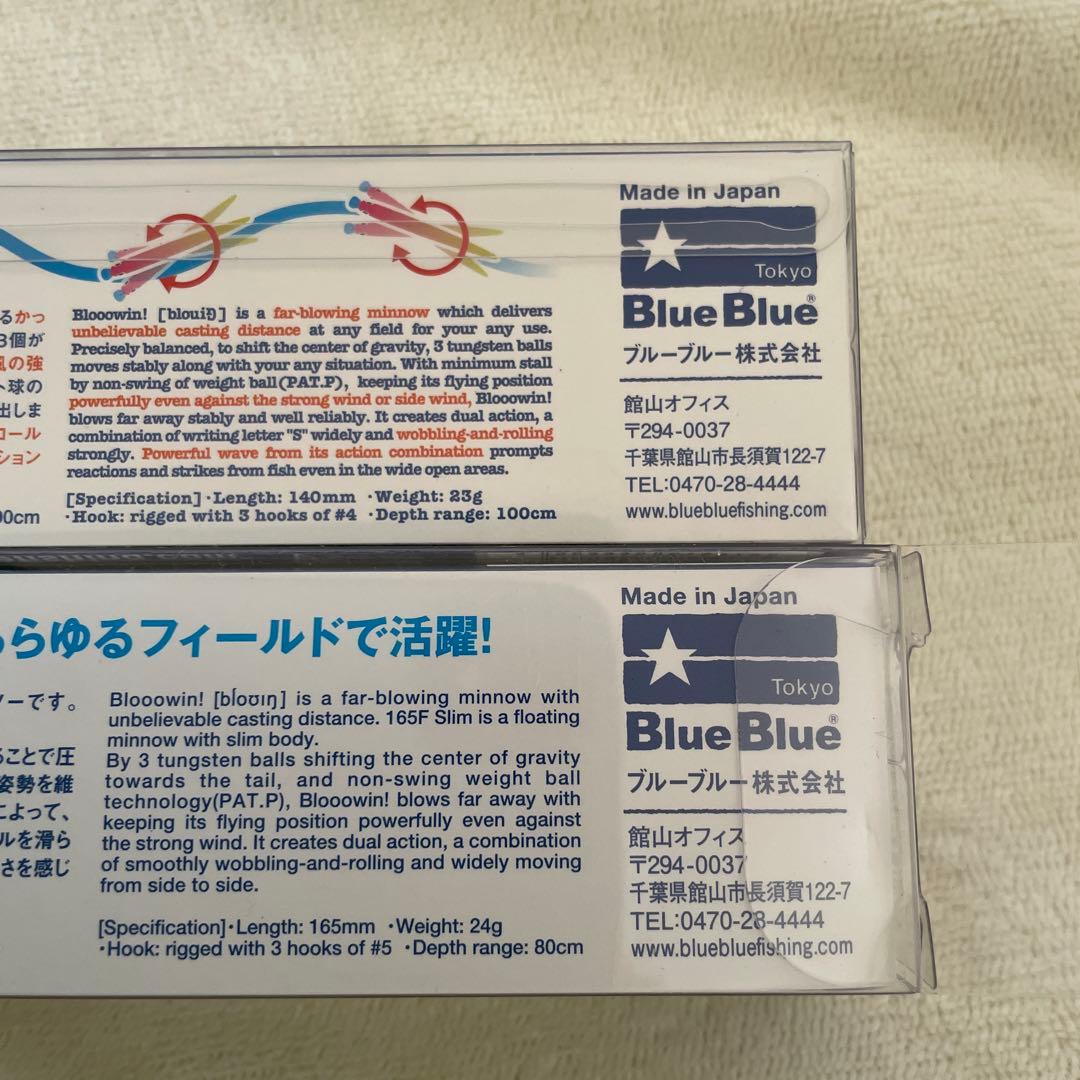 Made in Japan
Tokyo
BlueBlue®
ブルーブルー株式会社
館山オフィス
〒294-0037
千葉県館山市長須賀122-7
TEL:0470-28-4444
www.bluebluefishing.com
るかっ
3個が
風の強
ト球の
出しま
コール
ション
90cm
Blooowin! [blouiŋ] is a far-blowing minnow which delivers
unbelievable casting distance at any field for your any use.
Precisely balanced, to shift the center of gravity, 3 tungsten balls
moves stably along with your any situation. With minimum stall
by non-swing of weight ball(PAT.P), keeping its flying position
powerfully even against the strong wind or side wind, Blooowin!
blows far away stably and well reliably. It creates dual action, a
combination of writing letter "S" widely and wobbling-and-rolling
strongly. Powerful wave from its action combination prompts
reactions and strikes from fish even in the wide open areas.
[Specification]・Length: 140mm ・Weight: 23g
・Hook: rigged with 3 hooks of #4 ・Depth range: 100cm
らゆるフィールドで活躍!
ノーです。
ることで圧
姿勢を維
によって、
ルを滑ら
さを感じ
Blooowin! [bloʊıŋ] is a far-blowing minnow with
unbelievable casting distance. 165F Slim is a floating
minnow with slim body.
By 3 tungsten balls shifting the center of gravity
towards the tail, and non-swing weight ball
technology(PAT.P), Blooowin! blows far away with
keeping its flying position powerfully even against
the strong wind. It creates dual action, a combination
of smoothly wobbling-and-rolling and widely moving
from side to side.
[Specification]・Length: 165mm ・Weight: 24g
・Hook: rigged with 3 hooks of #5 ・Depth range: 80cm
Made in Japan
Tokyo
BlueBlue®
ブルーブルー株式会社
館山オフィス
〒294-0037
千葉県館山市長須賀122-7
TEL:0470-28-4444
www.bluebluefishing.com